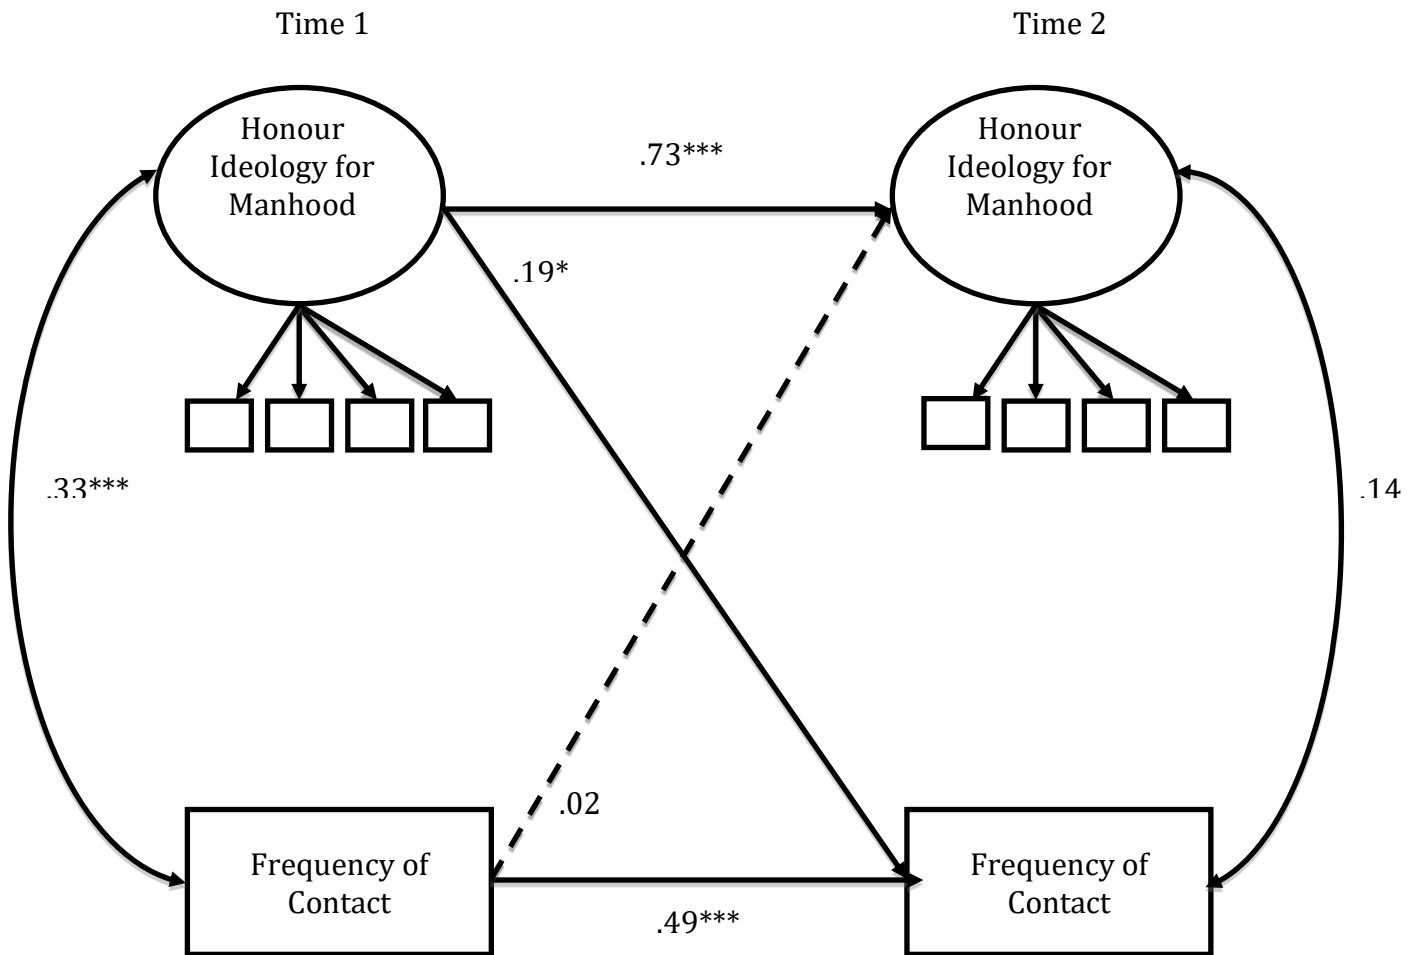 Time 1
Time 2
Honour
Ideology for
Manhood
.73***
Honour
Ideology for
Manhood
.19*
.33***
.14
.02
Frequency of
Contact
.49***
Frequency of
Contact